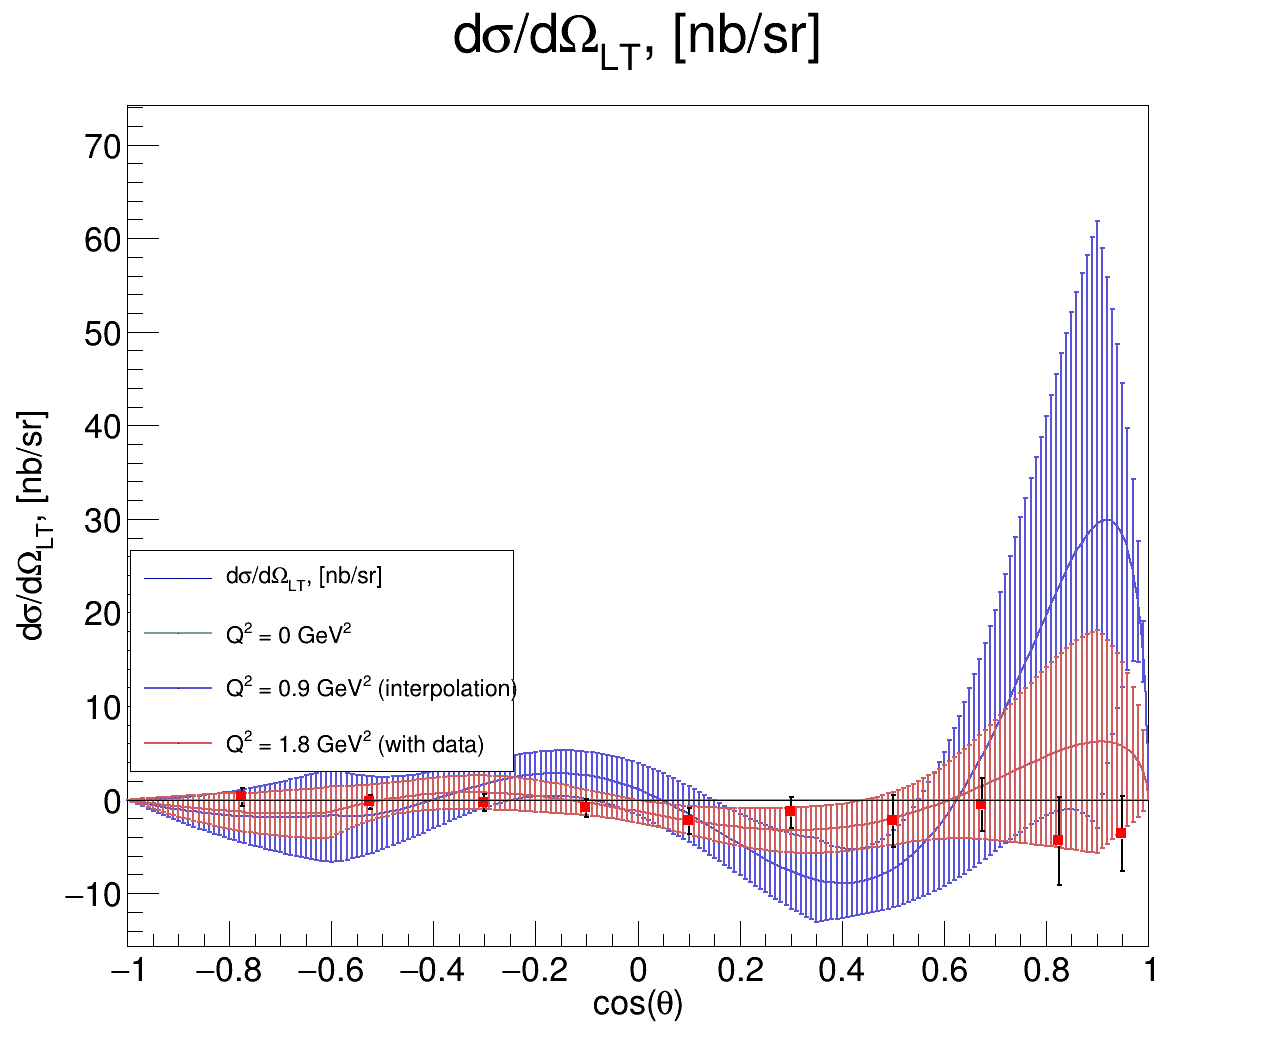 dσ/dΩLT, [nb/sr]
dσ/dΩLT, [nb/sr]
70
60
50
40
30
20
10
0
−10
dσ/dΩLT, [nb/sr]
Q2 = 0 GeV2
Q2 = 0.9 GeV2 (interpolation)
Q2 = 1.8 GeV2 (with data)
−1 −0.8 −0.6 −0.4 −0.2 0 0.2 0.4 0.6 0.8 1
cos(θ)